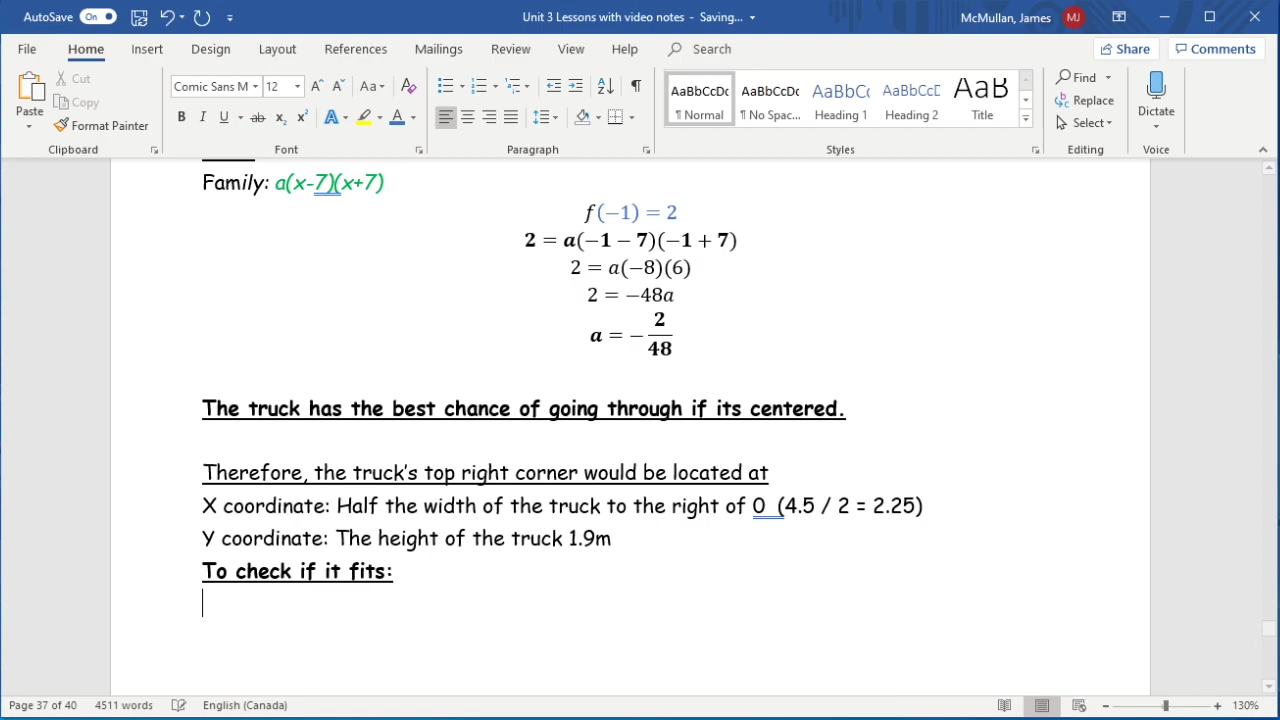 AutoSave On Unit 3 Lessons with video notes - Saving... McMullan, James MJ
File Home Insert Design Layout References Mailings Review View Help Search Share Comments
Paste Cut Copy Format Painter
Comic Sans M 12 Aa
B I U ab x₂ x² A A
AaBbCcDc ¶ Normal AaBbCcDc ¶ No Spac... AaBbCc Heading 1 AaBbCcD Heading 2 AaB Title
Find Replace Select Dictate
Clipboard Font Paragraph Styles Editing Voice
Family: a(x-7)(x+7)
f(−1) = 2
2 = a(−1 − 7)(−1 + 7)
2 = a(−8)(6)
2 = −48a
a = − 2/48
The truck has the best chance of going through if its centered.
Therefore, the truck's top right corner would be located at
X coordinate: Half the width of the truck to the right of 0 (4.5 / 2 = 2.25)
Y coordinate: The height of the truck 1.9m
To check if it fits:
Page 37 of 40 4511 words English (Canada) 130%